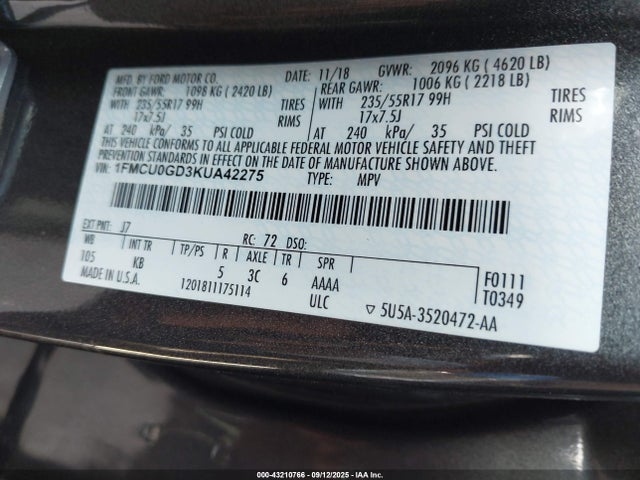 MFD. BY FORD MOTOR CO. DATE: 11/18 GVWR: 2096 KG ( 4620 LB)
FRONT GAWR: 1098 KG ( 2420 LB) REAR GAWR: 1006 KG ( 2218 LB)
WITH 235/55R17 99H TIRES WITH 235/55R17 99H TIRES
17x7.5J RIMS 17x7.5J RIMS
AT 240 kPa/ 35 PSI COLD AT 240 kPa/ 35 PSI COLD
THIS VEHICLE CONFORMS TO ALL APPLICABLE FEDERAL MOTOR VEHICLE SAFETY AND THEFT
PREVENTION STANDARDS IN EFFECT ON THE DATE OF MANUFACTURE SHOWN ABOVE.
VIN: 1FMCU0GD3KUA42275 TYPE: MPV
EXT PNT: J7 RC: 72 DSO:
WB INT TR TP/PS R AXLE TR SPR
105 KB 5 3C 6 AAAA F0111
MADE IN U.S.A. 1201811175114 ULC ▽ 5U5A-3520472-AA T0349
000-43210766 - 09/12/2025 - IAA Inc.